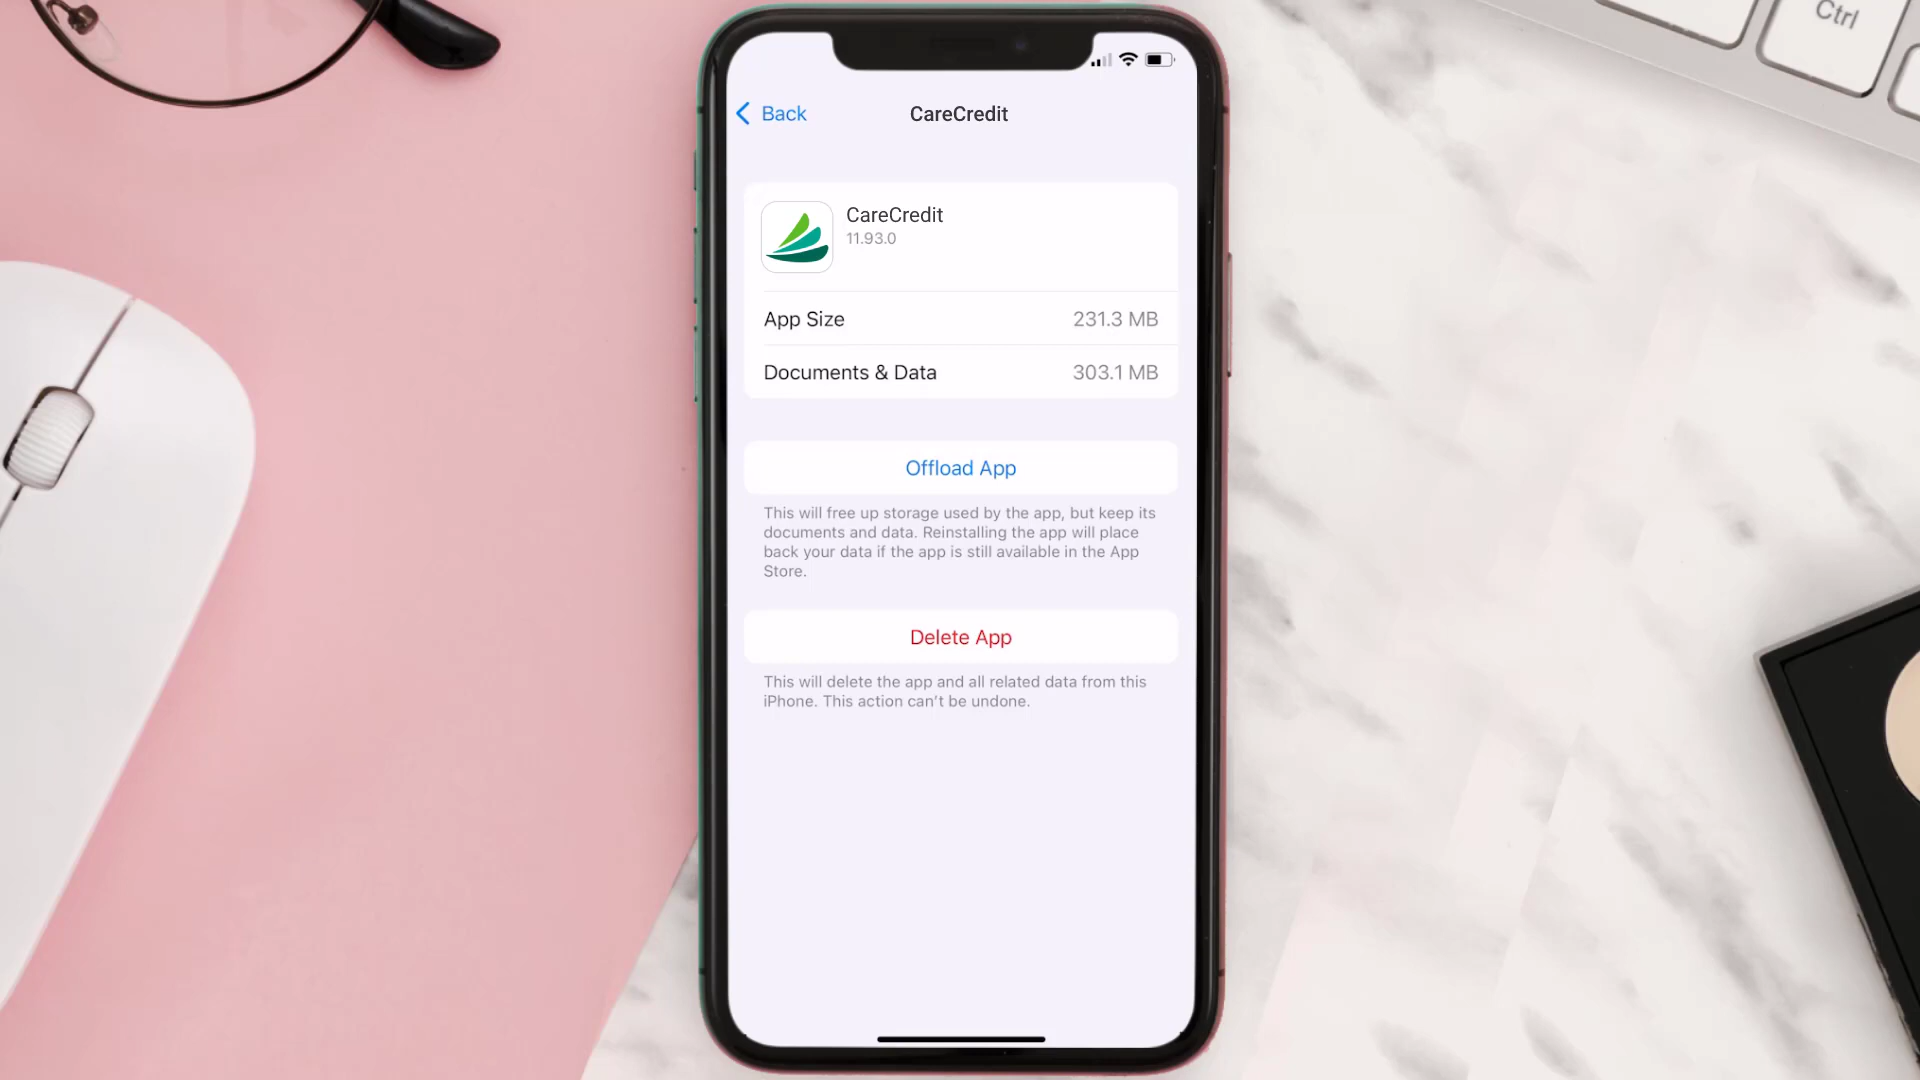 Ctrl
Back
CareCredit
CareCredit
11.93.0
App Size 231.3 MB
Documents & Data 303.1 MB
Offload App
This will free up storage used by the app, but keep its
documents and data. Reinstalling the app will place
back your data if the app is still available in the App
Store.
Delete App
This will delete the app and all related data from this
iPhone. This action can't be undone.